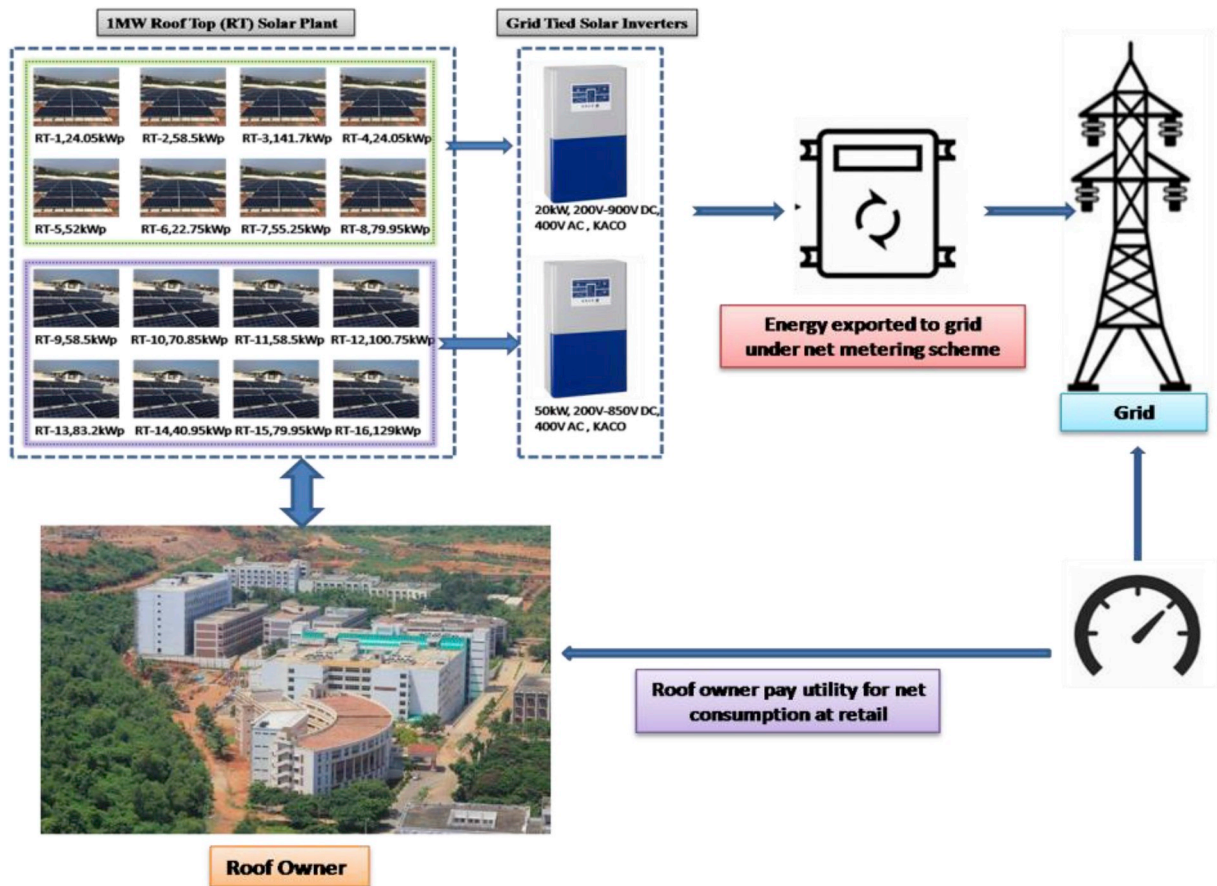 1MW Roof Top (RT) Solar Plant
Grid Tied Solar Inverters
RT-1,24.05kWp
RT-2,58.5kWp
RT-3,141.7kWp
RT-4,24.05kWp
RT-5,52kWp
RT-6,22.75kWp
RT-7,55.25kWp
RT-8,79.95kWp
RT-9,58.5kWp
RT-10,70.85kWp
RT-11,58.5kWp
RT-12,100.75kWp
RT-13,83.2kWp
RT-14,40.95kWp
RT-15,79.95kWp
RT-16,129kWp
20kW, 200V-900V DC,
400V AC , KACO
50kW, 200V-850V DC,
400V AC , KACO
Energy exported to grid
under net metering scheme
Grid
Roof owner pay utility for net
consumption at retail
Roof Owner